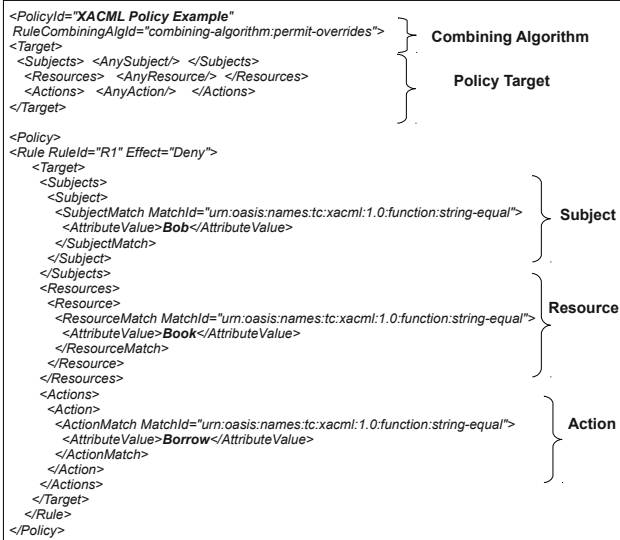 <PolicyId="XACML Policy Example"
RuleCombiningAlgId="combining-algorithm:permit-overrides">
Combining Algorithm
<Target>
<Subjects> <AnySubject/> </Subjects>
<Resources> <AnyResource/> </Resources>
Policy Target
<Actions> <AnyAction/> </Actions>
</Target>
<Policy>
<Rule RuleId="R1" Effect="Deny">
<Target>
<Subjects>
<Subject>
<SubjectMatch MatchId="urn:oasis:names:tc:xacml:1.0:function:string-equal">
Subject
<AttributeValue>Bob</AttributeValue>
</SubjectMatch>
</Subject>
</Subjects>
<Resources>
<Resource>
Resource
<ResourceMatch MatchId="urn:oasis:names:tc:xacml:1.0:function:string-equal">
<AttributeValue>Book</AttributeValue>
</ResourceMatch>
</Resource>
</Resources>
<Actions>
<Action>
<ActionMatch MatchId="urn:oasis:names:tc:xacml:1.0:function:string-equal">
Action
<AttributeValue>Borrow</AttributeValue>
</ActionMatch>
</Action>
</Actions>
</Target>
</Rule>
</Policy>